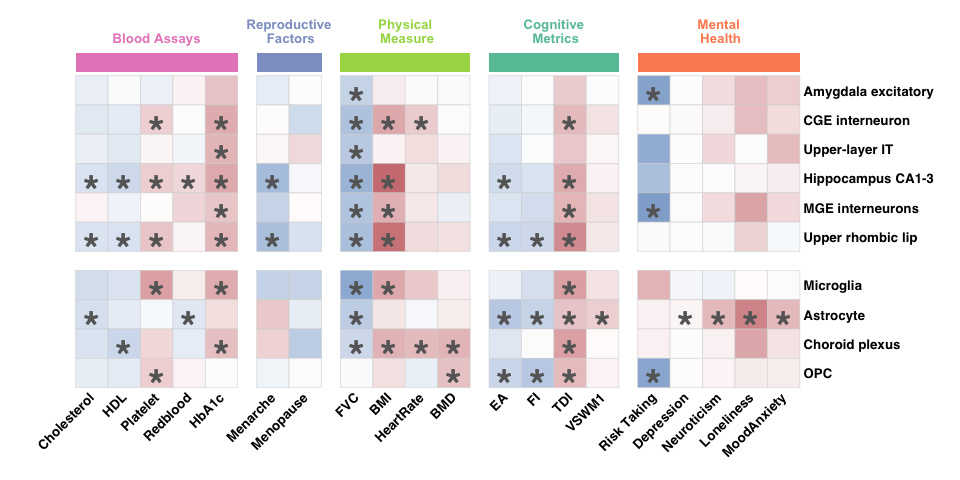 Blood Assays
Reproductive
Factors
Physical
Measure
Cognitive
Metrics
Mental
Health
Amygdala excitatory
CGE interneuron
Upper-layer IT
Hippocampus CA1-3
MGE interneurons
Upper rhombic lip
Microglia
Astrocyte
Choroid plexus
OPC
Cholesterol
HDL
Platelet
Redblood
HbA1c
Menarche
Menopause
FVC
BMI
HeartRate
BMD
EA
FI
TDI
VSWM1
Risk Taking
Depression
Neuroticism
Loneliness
MoodAnxiety